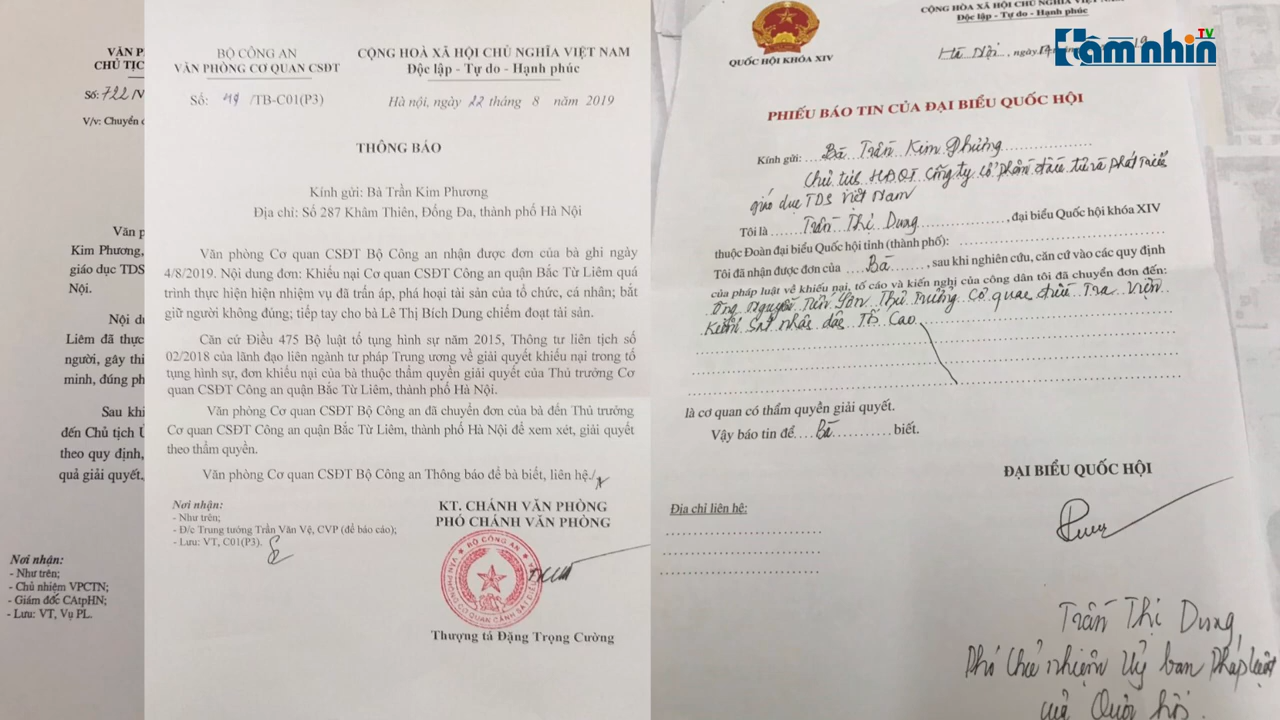 VĂN P
CHỦ TỊC
Số: 722/V
V/v: Chuyển đ
Văn p
Kim Phương,
giáo dục TDS
Nội.
Nội du
Liêm đã thực
người, gây thi
minh, đúng ph
Sau khi
đến Chủ tịch Ủ
theo quy định,
quả giải quyết,
Nơi nhận:
- Như trên;
- Chủ nhiệm VPCTN;
- Giám đốc CAtpHN;
- Lưu: VT, Vụ PL.
BỘ CÔNG AN
VĂN PHÒNG CƠ QUAN CSĐT
CỘNG HOÀ XÃ HỘI CHỦ NGHĨA VIỆT NAM
Độc lập - Tự do - Hạnh phúc
Số: /TB-C01(P3)
Hà nội, ngày 22 tháng 8 năm 2019
THÔNG BÁO
Kính gửi: Bà Trần Kim Phương
Địa chỉ: Số 287 Khâm Thiên, Đống Đa, thành phố Hà Nội
Văn phòng Cơ quan CSĐT Bộ Công an nhận được đơn của bà ghi ngày
4/8/2019. Nội dung đơn: Khiếu nại Cơ quan CSĐT Công an quận Bắc Từ Liêm quá
trình thực hiện hiện nhiệm vụ đã trấn áp, phá hoại tài sản của tổ chức, cá nhân; bắt
giữ người không đúng; tiếp tay cho bà Lê Thị Bích Dung chiếm đoạt tài sản.
Căn cứ Điều 475 Bộ luật tố tụng hình sự năm 2015, Thông tư liên tịch số
02/2018 của lãnh đạo liên ngành tư pháp Trung ương về giải quyết khiếu nại trong tố
tụng hình sự, đơn khiếu nại của bà thuộc thẩm quyền giải quyết của Thủ trưởng Cơ
quan CSĐT Công an quận Bắc Từ Liêm, thành phố Hà Nội.
Văn phòng Cơ quan CSĐT Bộ Công an đã chuyển đơn của bà đến Thủ trưởng
Cơ quan CSĐT Công an quận Bắc Từ Liêm, thành phố Hà Nội để xem xét, giải quyết
theo thẩm quyền.
Văn phòng Cơ quan CSĐT Bộ Công an Thông báo để bà biết, liên hệ./.
Nơi nhận:
- Như trên;
- Đ/c Trung tướng Trần Văn Vệ, CVP (để báo cáo);
- Lưu: VT, C01(P3).
KT. CHÁNH VĂN PHÒNG
PHÓ CHÁNH VĂN PHÒNG
BỘ CÔNG AN
VĂN PHÒNG CƠ QUAN CẢNH SÁT ĐIỀU
Thượng tá Đặng Trọng Cường
QUỐC HỘI KHÓA XIV
CỘNG HÒA XÃ HỘI CHỦ NGHĨA VIỆT NAM
Độc lập - Tự do - Hạnh phúc
Hà Nội, ngày
Tầm nhìn TV
PHIẾU BÁO TIN CỦA ĐẠI BIỂU QUỐC HỘI
Kính gửi: Bà Trần Kim Phương
Chủ tịch HĐQT Công ty cổ phần đầu tư và phát triển
giáo dục TDS Việt Nam
Tôi là Trần Thị Dung, đại biểu Quốc hội khóa XIV
thuộc Đoàn đại biểu Quốc hội tỉnh (thành phố):
Tôi đã nhận được đơn của Bà, sau khi nghiên cứu, căn cứ vào các quy định
của pháp luật về khiếu nại, tố cáo và kiến nghị của công dân tôi đã chuyển đơn đến:
Ông Nguyễn Tiến Sơn Thủ trưởng Cơ quan điều tra Viện
Kiểm sát nhân dân Tối Cao
là cơ quan có thẩm quyền giải quyết.
Vậy báo tin để Bà biết.
ĐẠI BIỂU QUỐC HỘI
Địa chỉ liên hệ:
Trần Thị Dung
Phó Chủ nhiệm Uỷ ban Pháp luật
của Quốc hội